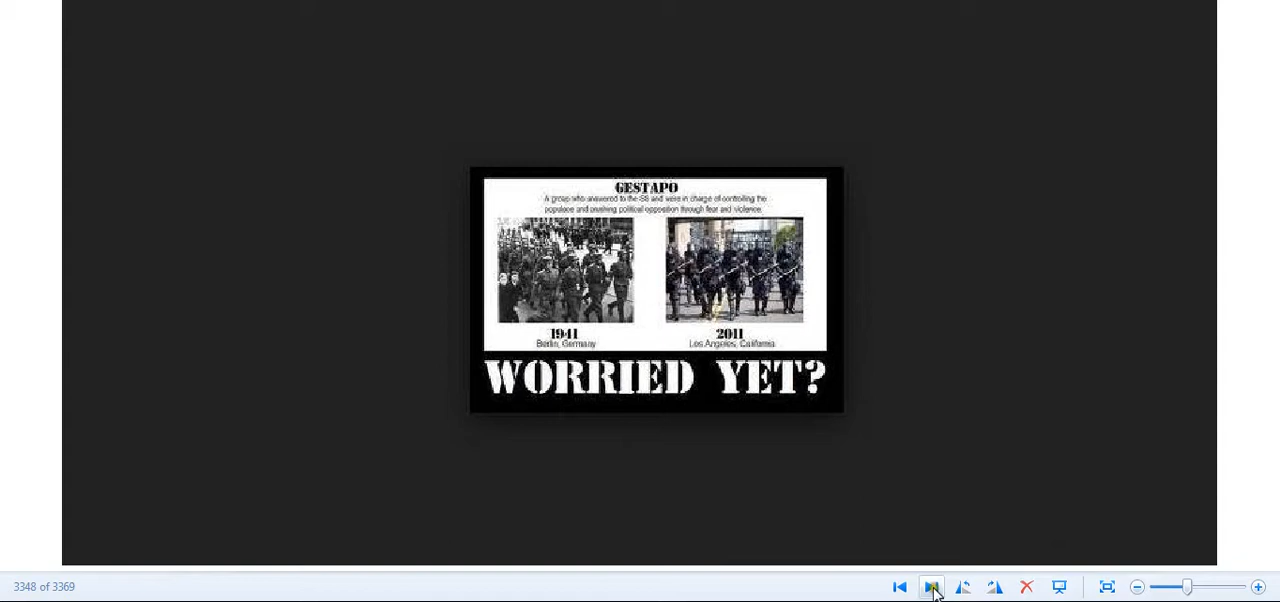 GESTAPO
A group who answered to the SS and were in charge of controlling the
populace and crushing political opposition through fear and violence.
1941
Berlin, Germany
2011
Los Angeles, California
WORRIED YET?
3348 of 3369